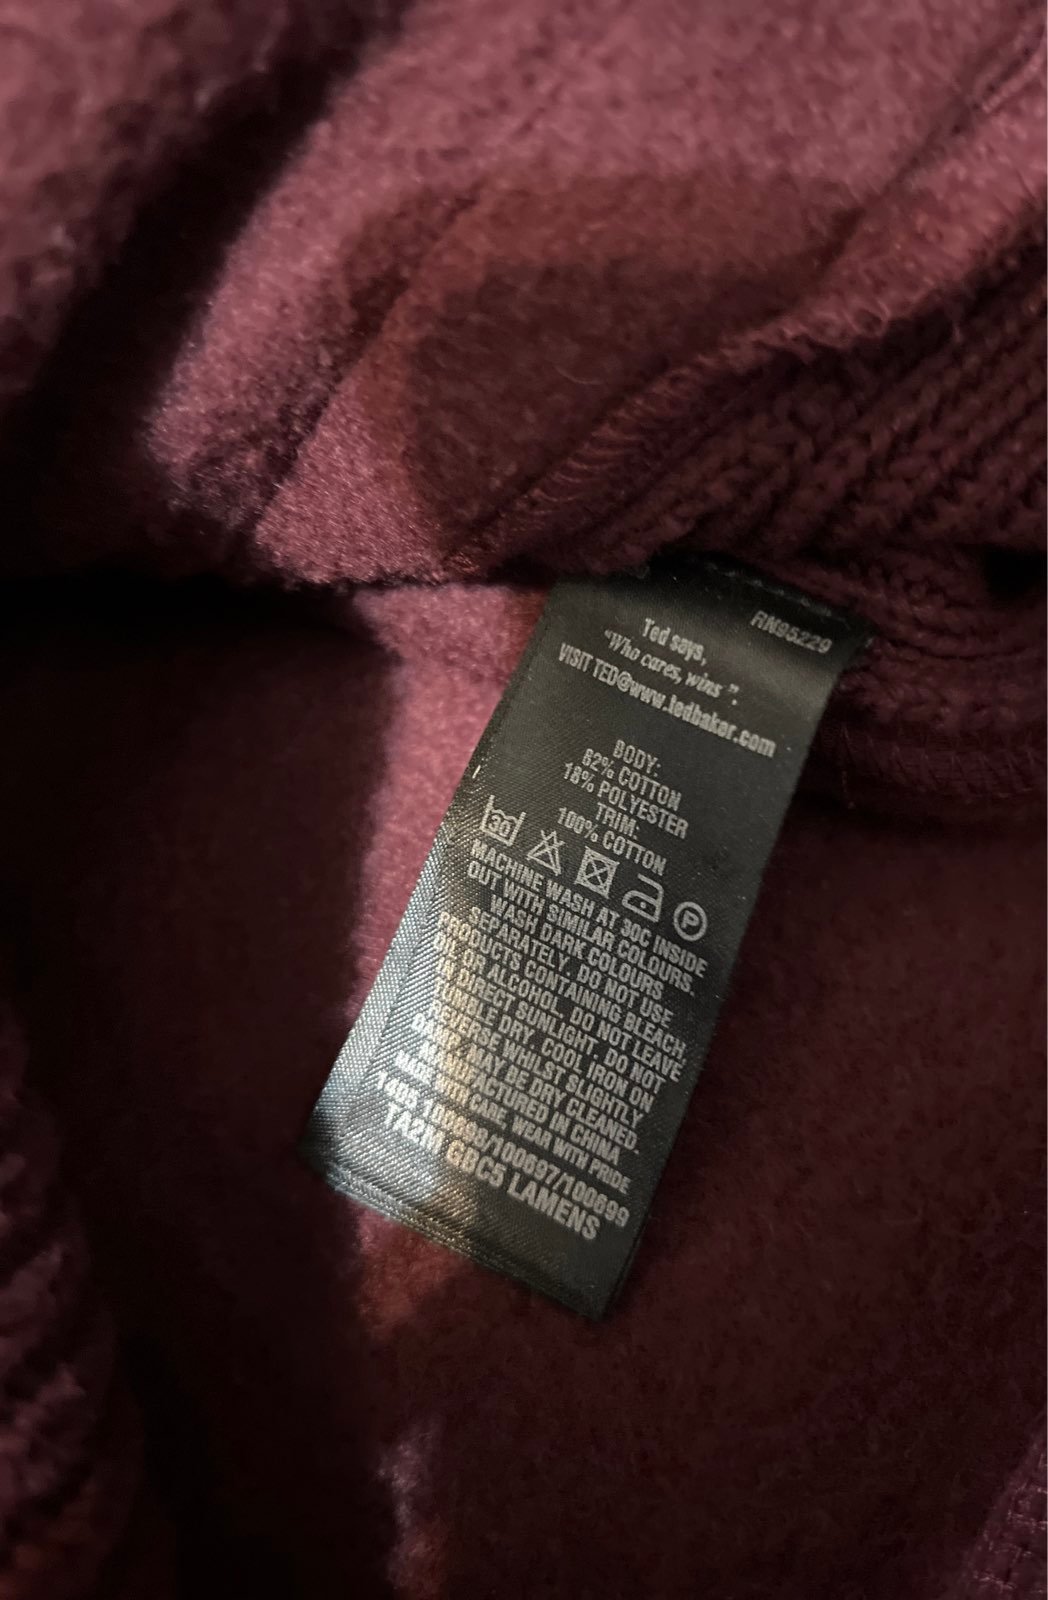 RN95229
Ted says,
"Who cares, wins".
VISIT TED@www.tedbaker.com
BODY:
82% COTTON
18% POLYESTER
TRIM:
100% COTTON
30 P
MACHINE WASH AT 30C INSIDE
OUT WITH SIMILAR COLOURS.
WASH DARK COLOURS
SEPARATELY. DO NOT USE
PRODUCTS CONTAINING BLEACH
OR ALCOHOL. DO NOT LEAVE
IN DIRECT SUNLIGHT. DO NOT
TUMBLE DRY. COOL IRON ON
REVERSE WHILST SLIGHTLY
DAMP. MAY BE DRY CLEANED.
MANUFACTURED IN CHINA
CARE, WEAR WITH PRIDE
/100697/100699
TA2M GBC5 LAMENS